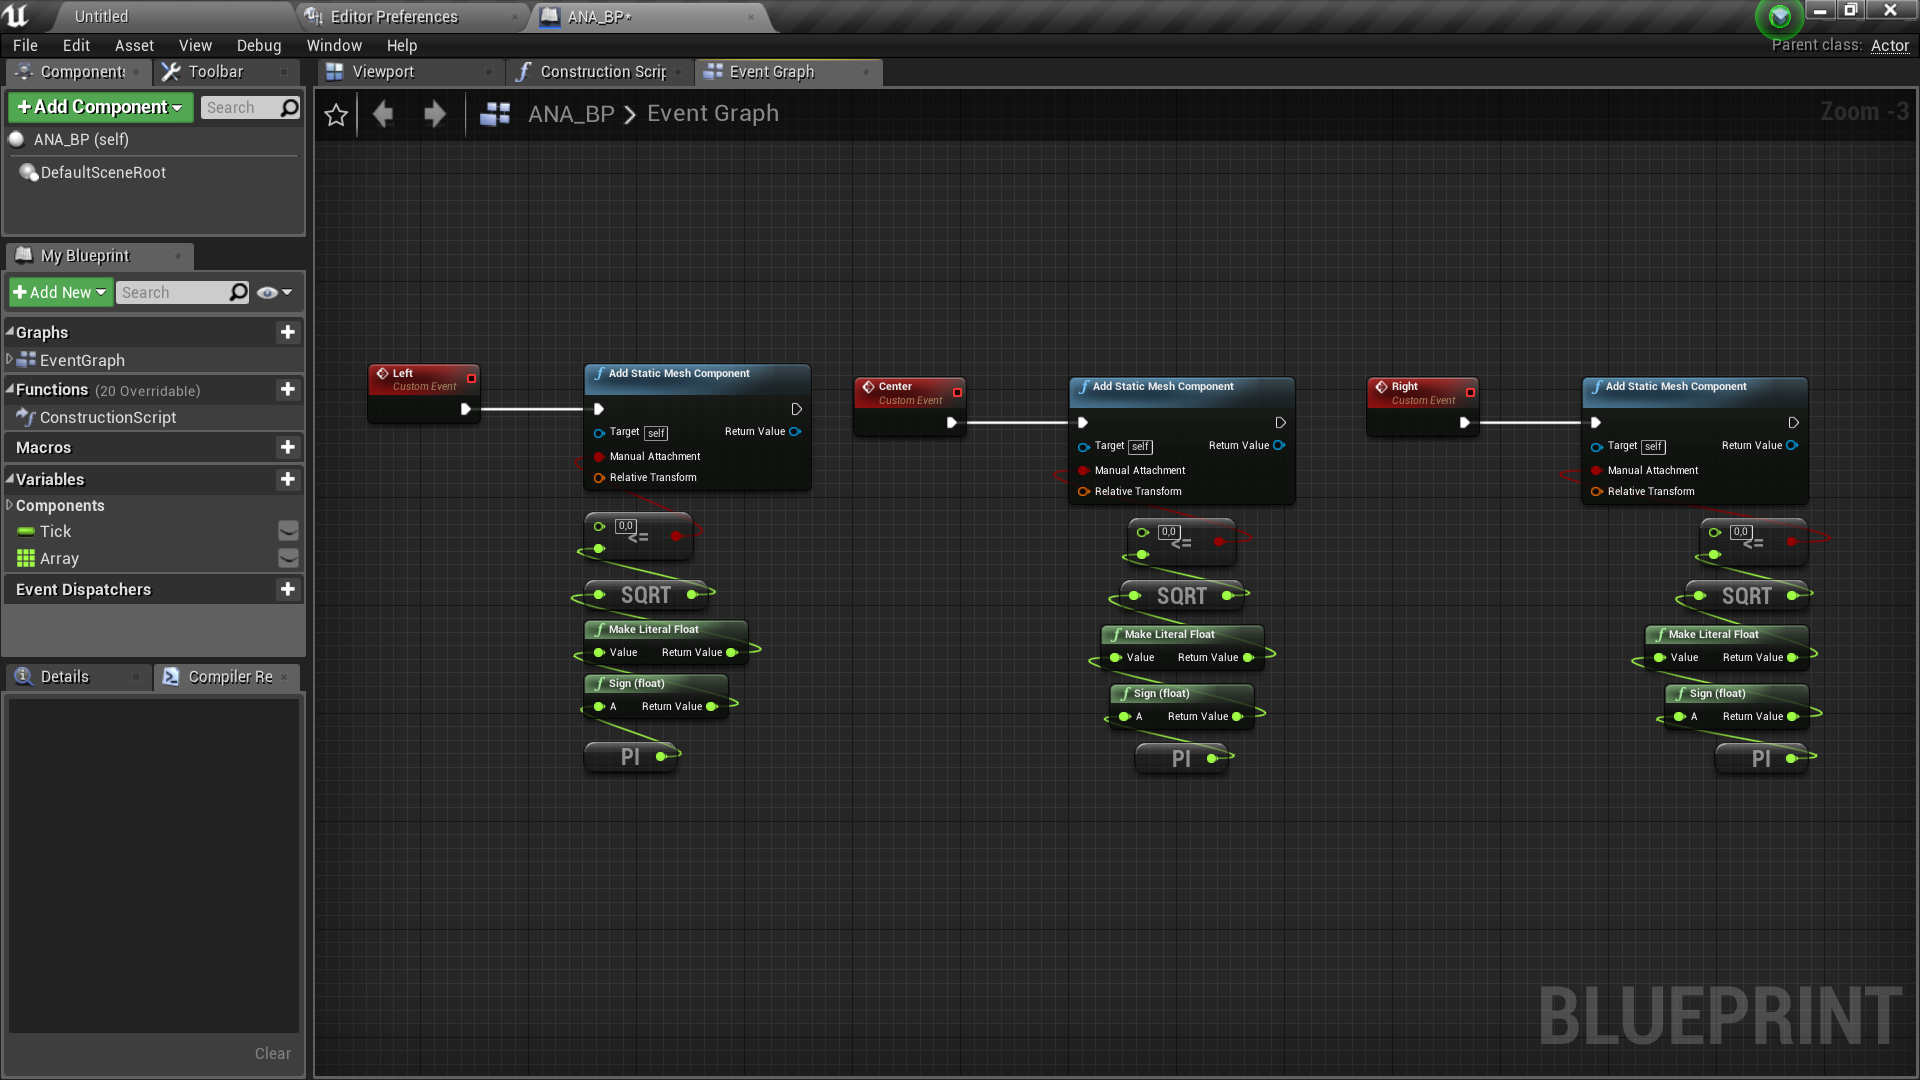 Untitled
Editor Preferences
ANA_BP*
File Edit Asset View Debug Window Help
Parent class: Actor
Components
Toolbar
Viewport
Construction Scrip
Event Graph
Add Component
Search
ANA_BP > Event Graph
Zoom -3
ANA_BP (self)
DefaultSceneRoot
My Blueprint
Add New
Search
Graphs
EventGraph
Functions (20 Overridable)
ConstructionScript
Macros
Variables
Components
Tick
Array
Event Dispatchers
Details
Compiler Re
Clear
Left
Custom Event
Add Static Mesh Component
Target self
Return Value
Manual Attachment
Relative Transform
0,0
<=
SQRT
Make Literal Float
Value Return Value
Sign (float)
A Return Value
PI
Center
Custom Event
Add Static Mesh Component
Target self
Return Value
Manual Attachment
Relative Transform
0,0
<=
SQRT
Make Literal Float
Value Return Value
Sign (float)
A Return Value
PI
Right
Custom Event
Add Static Mesh Component
Target self
Return Value
Manual Attachment
Relative Transform
0,0
<=
SQRT
Make Literal Float
Value Return Value
Sign (float)
A Return Value
PI
BLUEPRINT